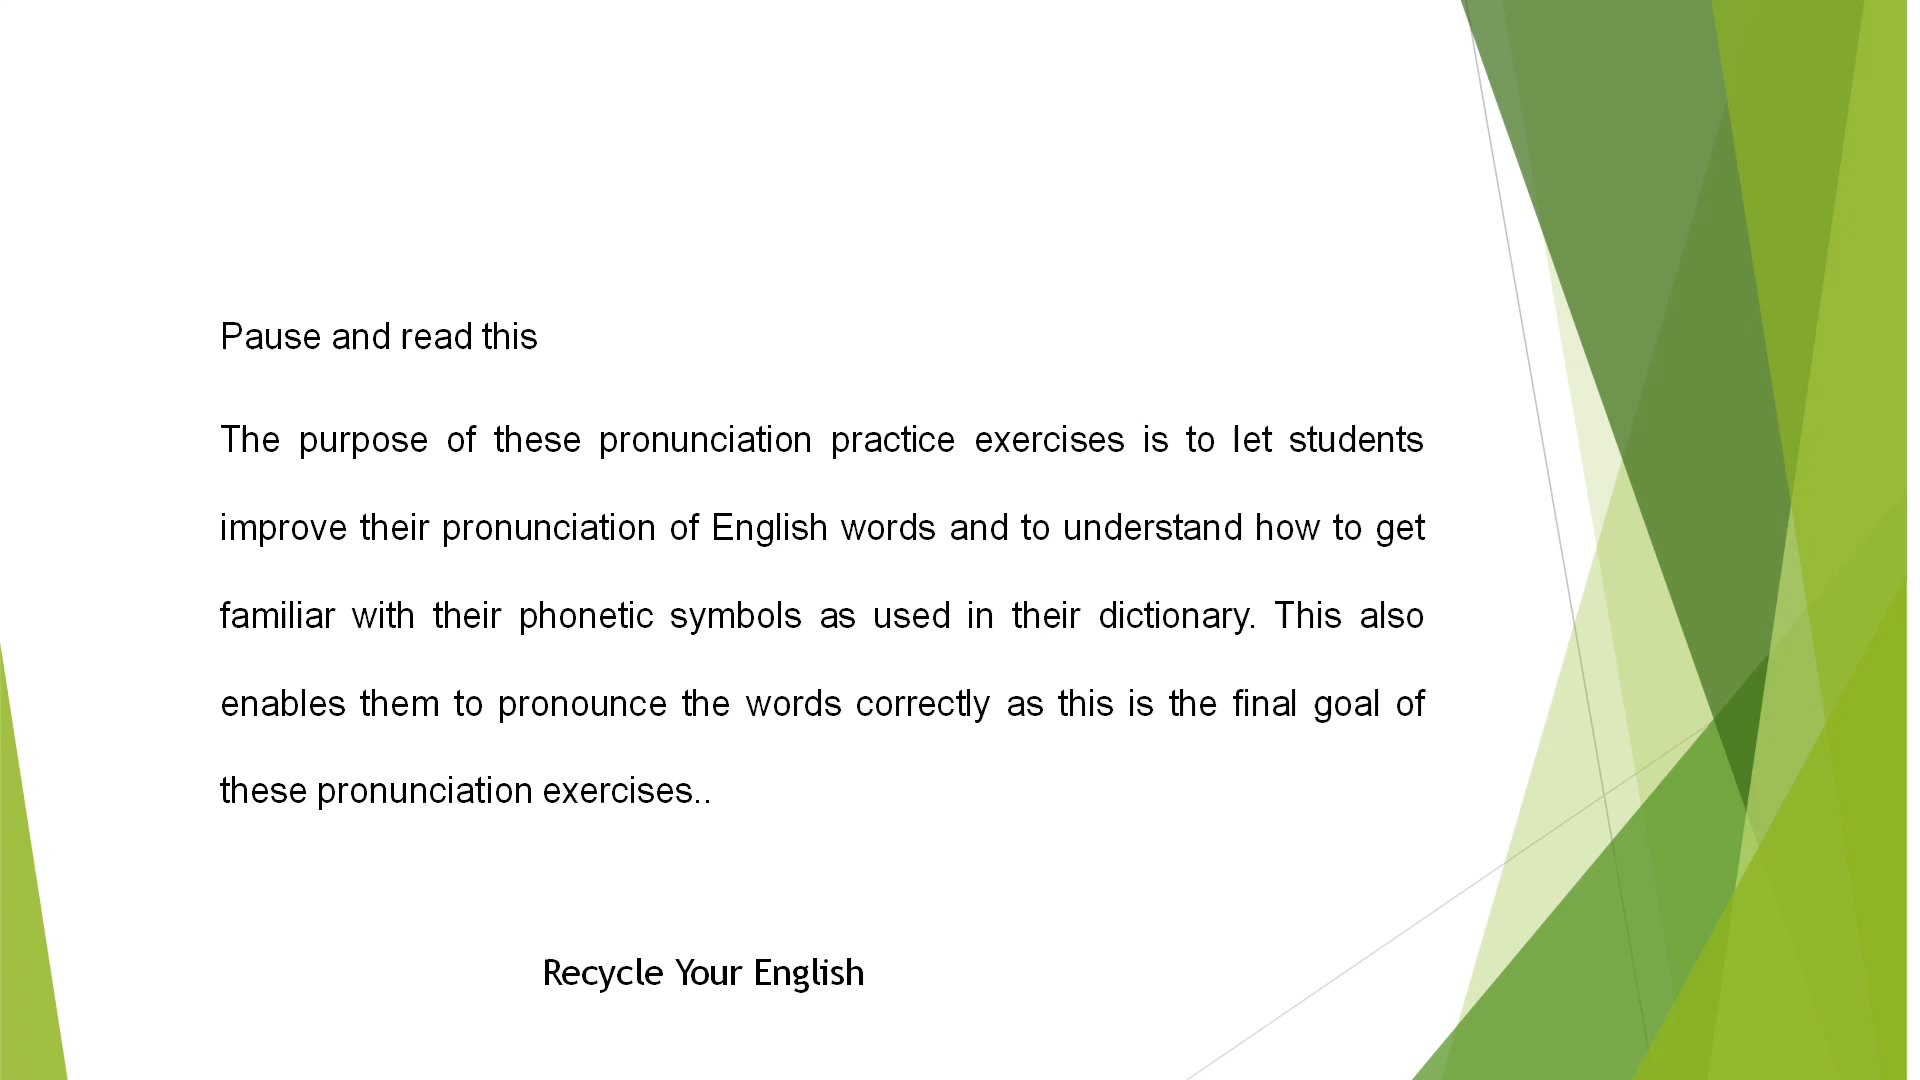 Pause and read this
The purpose of these pronunciation practice exercises is to let students
improve their pronunciation of English words and to understand how to get
familiar with their phonetic symbols as used in their dictionary. This also
enables them to pronounce the words correctly as this is the final goal of
these pronunciation exercises..
Recycle Your English